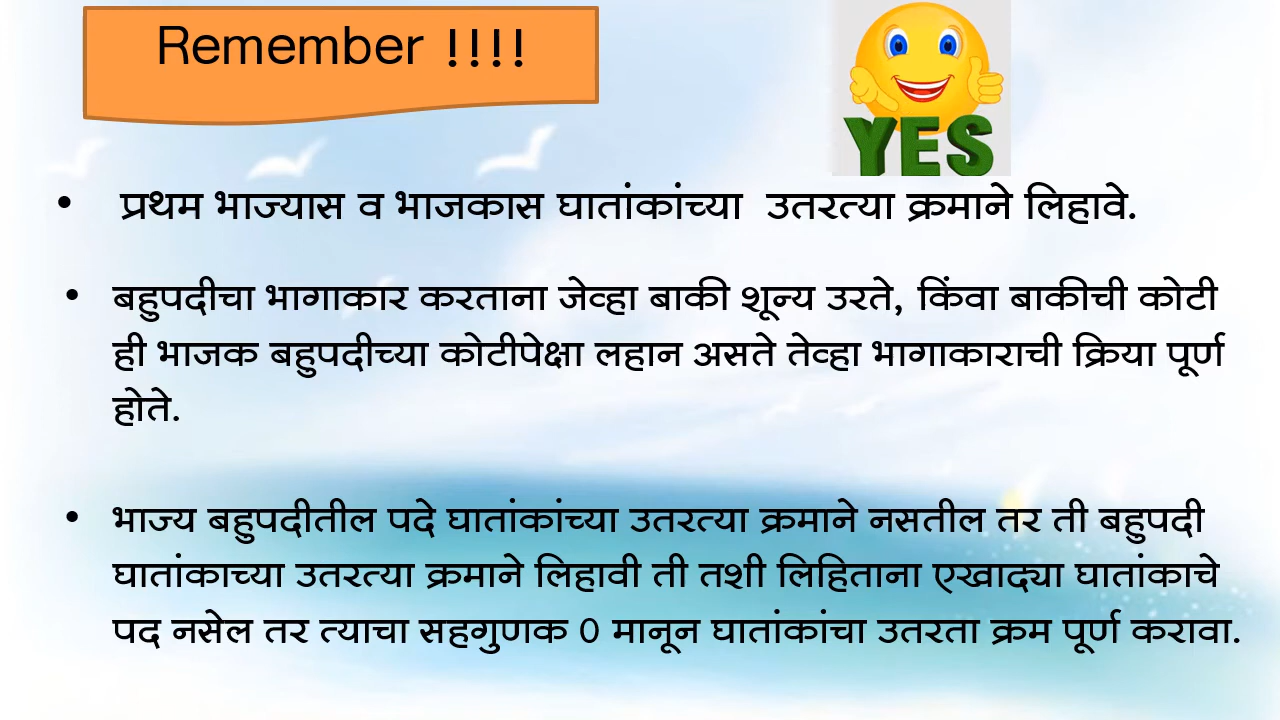 Remember !!!!
YES
• प्रथम भाज्यास व भाजकास घातांकांच्या उतरत्या क्रमाने लिहावे.
• बहुपदीचा भागाकार करताना जेव्हा बाकी शून्य उरते, किंवा बाकीची कोटी
ही भाजक बहुपदीच्या कोटीपेक्षा लहान असते तेव्हा भागाकाराची क्रिया पूर्ण
होते.
• भाज्य बहुपदीतील पदे घातांकांच्या उतरत्या क्रमाने नसतील तर ती बहुपदी
घातांकाच्या उतरत्या क्रमाने लिहावी ती तशी लिहिताना एखाद्या घातांकाचे
पद नसेल तर त्याचा सहगुणक 0 मानून घातांकांचा उतरता क्रम पूर्ण करावा.